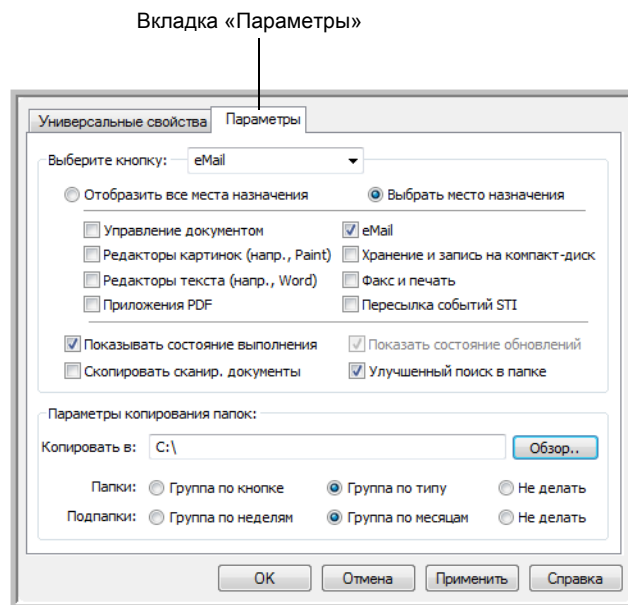 Вкладка «Параметры»
Универсальные свойства Параметры
Выберите кнопку: eMail
Отобразить все места назначения Выбрать место назначения
Управление документом eMail
Редакторы картинок (напр., Paint) Хранение и запись на компакт-диск
Редакторы текста (напр., Word) Факс и печать
Приложения PDF Пересылка событий STI
Показывать состояние выполнения Показать состояние обновлений
Скопировать сканир. документы Улучшенный поиск в папке
Параметры копирования папок:
Копировать в: C:\ Обзор..
Папки: Группа по кнопке Группа по типу Не делать
Подпапки: Группа по неделям Группа по месяцам Не делать
OK Отмена Применить Справка